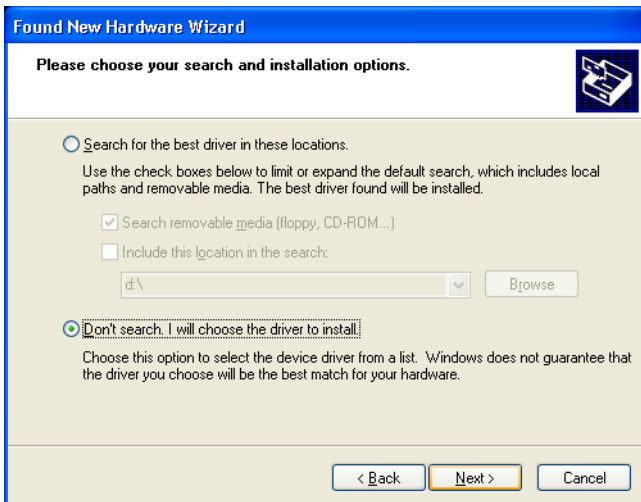 Found New Hardware Wizard
Please choose your search and installation options.
Search for the best driver in these locations.
Use the check boxes below to limit or expand the default search, which includes local
paths and removable media. The best driver found will be installed.
Search removable media (floppy, CD-ROM...)
Include this location in the search:
d:\
Browse
Don't search. I will choose the driver to install.
Choose this option to select the device driver from a list. Windows does not guarantee that
the driver you choose will be the best match for your hardware.
< Back
Next >
Cancel